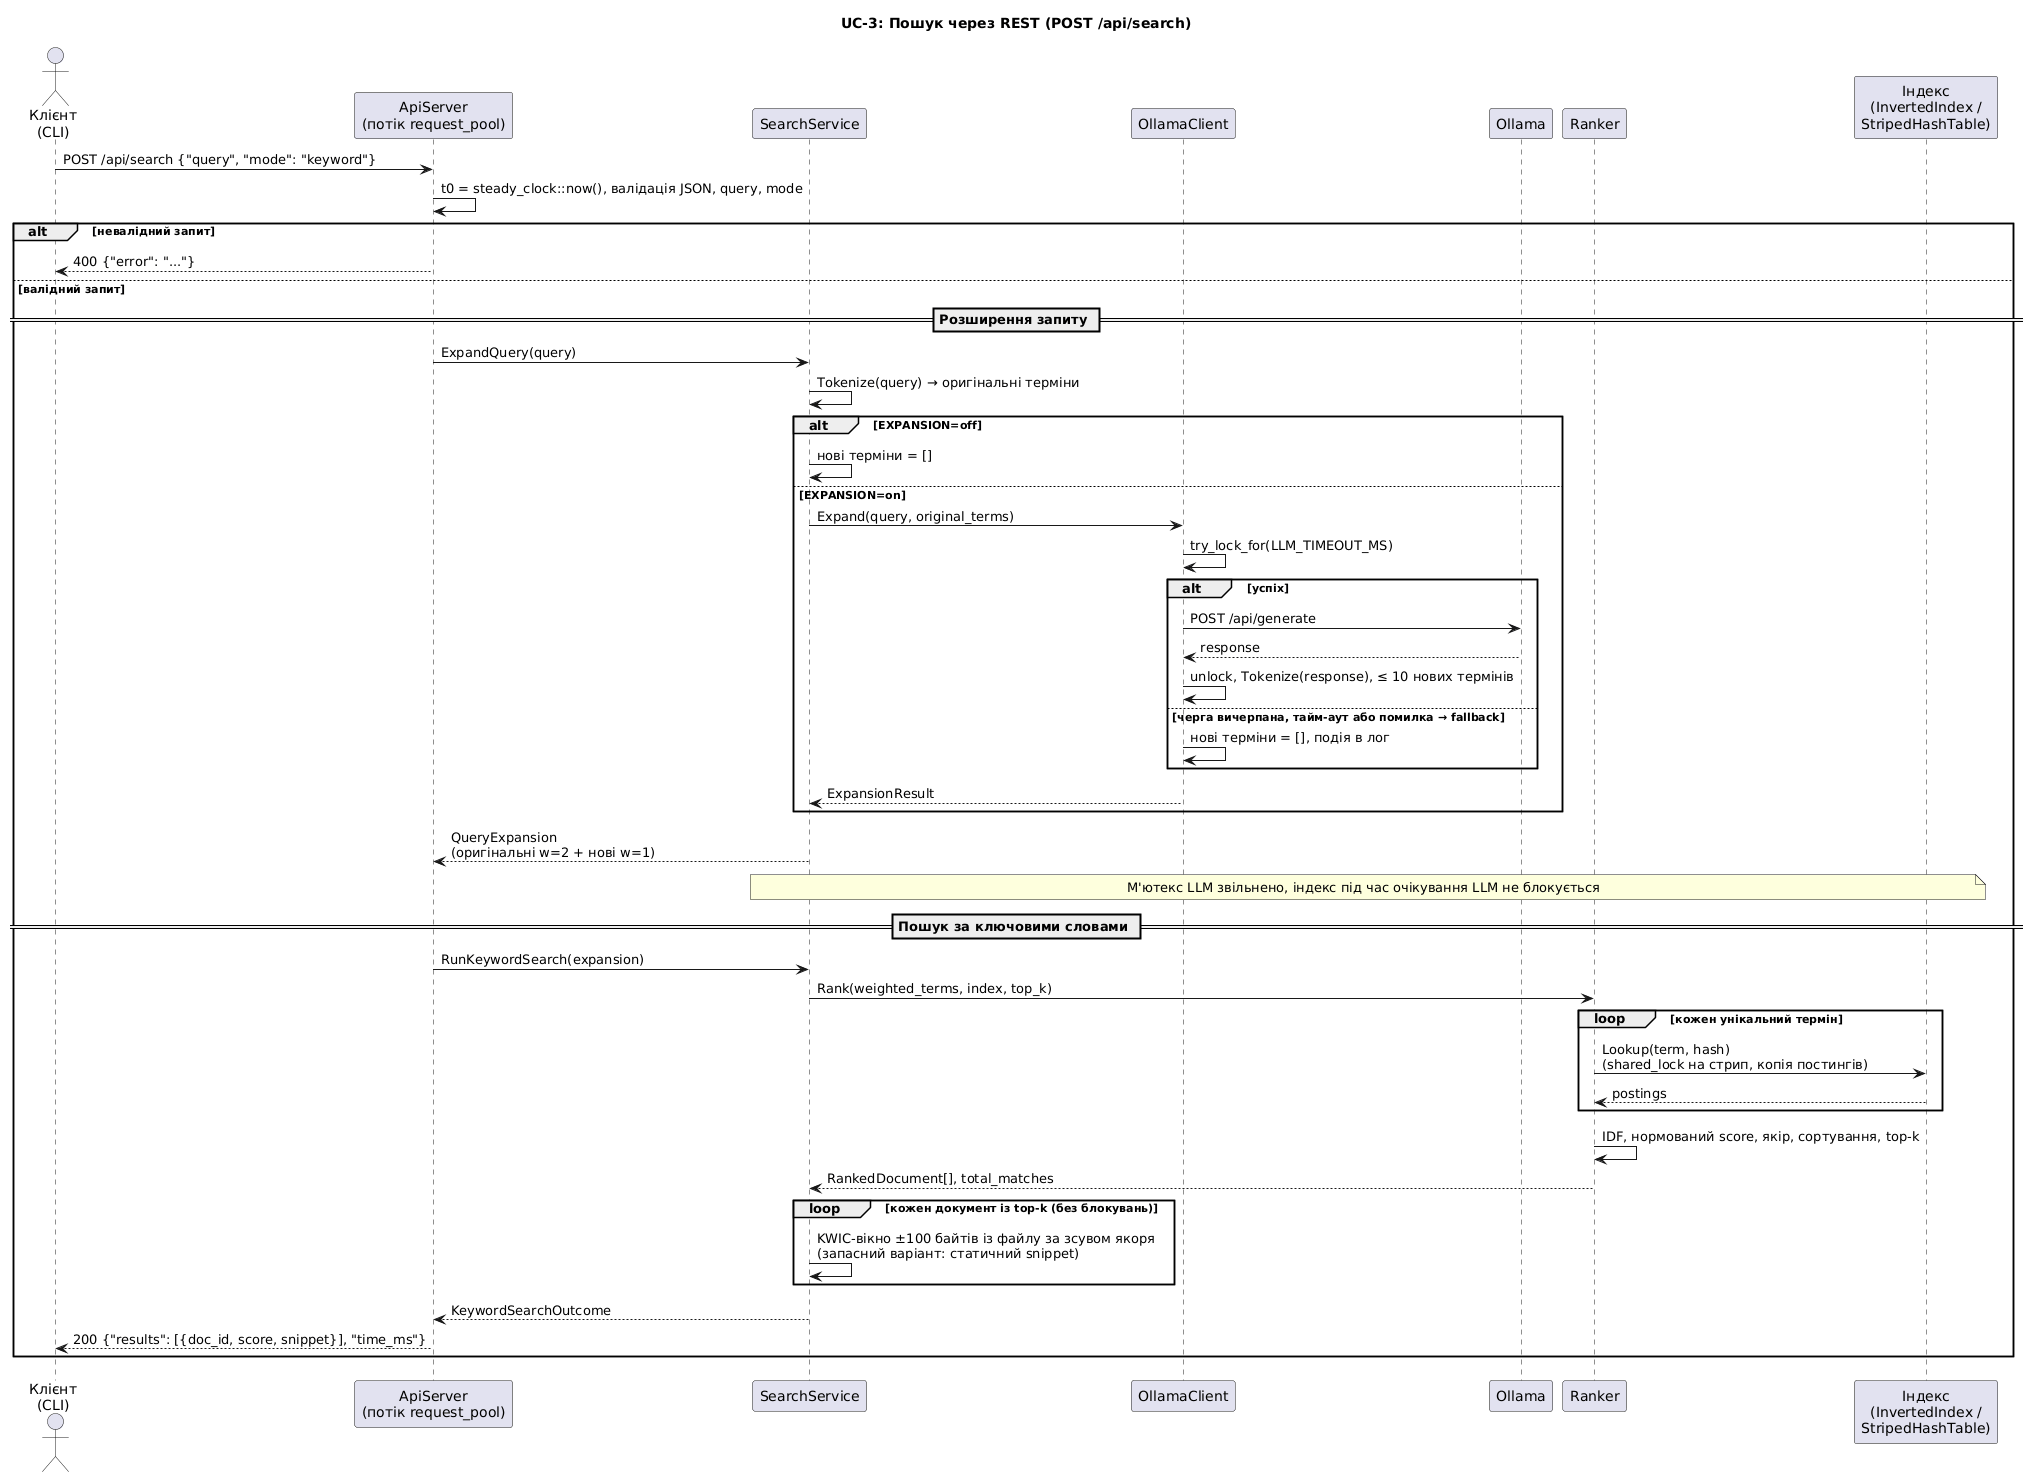 UC-3: Пошук через REST (POST /api/search)
Клієнт
(CLI)
ApiServer
(потік request_pool)
SearchService
OllamaClient
Ollama
Ranker
Індекс
(InvertedIndex /
StripedHashTable)
POST /api/search {"query", "mode": "keyword"}
t0 = steady_clock::now(), валідація JSON, query, mode
alt [невалідний запит]
400 {"error": "..."}
[валідний запит]
Розширення запиту
ExpandQuery(query)
Tokenize(query) → оригінальні терміни
alt [EXPANSION=off]
нові терміни = []
[EXPANSION=on]
Expand(query, original_terms)
try_lock_for(LLM_TIMEOUT_MS)
alt [успіх]
POST /api/generate
response
unlock, Tokenize(response), ≤ 10 нових термінів
[черга вичерпана, тайм-аут або помилка → fallback]
нові терміни = [], подія в лог
ExpansionResult
QueryExpansion
(оригінальні w=2 + нові w=1)
М'ютекс LLM звільнено, індекс під час очікування LLM не блокується
Пошук за ключовими словами
RunKeywordSearch(expansion)
Rank(weighted_terms, index, top_k)
loop [кожен унікальний термін]
Lookup(term, hash)
(shared_lock на стрип, копія постингів)
postings
IDF, нормований score, якір, сортування, top-k
RankedDocument[], total_matches
loop [кожен документ із top-k (без блокувань)]
KWIC-вікно ±100 байтів із файлу за зсувом якоря
(запасний варіант: статичний snippet)
KeywordSearchOutcome
200 {"results": [{doc_id, score, snippet}], "time_ms"}
Клієнт
(CLI)
ApiServer
(потік request_pool)
SearchService
OllamaClient
Ollama
Ranker
Індекс
(InvertedIndex /
StripedHashTable)